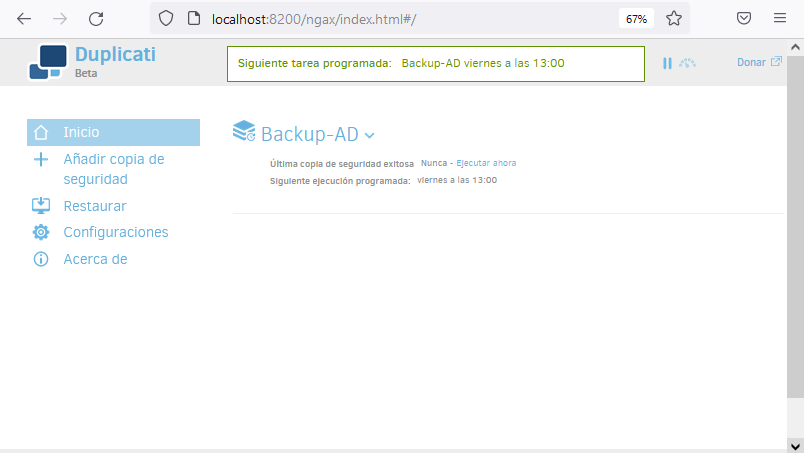 localhost:8200/ngax/index.html#/
67%
Duplicati
Beta
Siguiente tarea programada: Backup-AD viernes a las 13:00
Donar
Inicio
Añadir copia de
seguridad
Restaurar
Configuraciones
Acerca de
Backup-AD
Última copia de seguridad exitosa Nunca - Ejecutar ahora
Siguiente ejecución programada: viernes a las 13:00